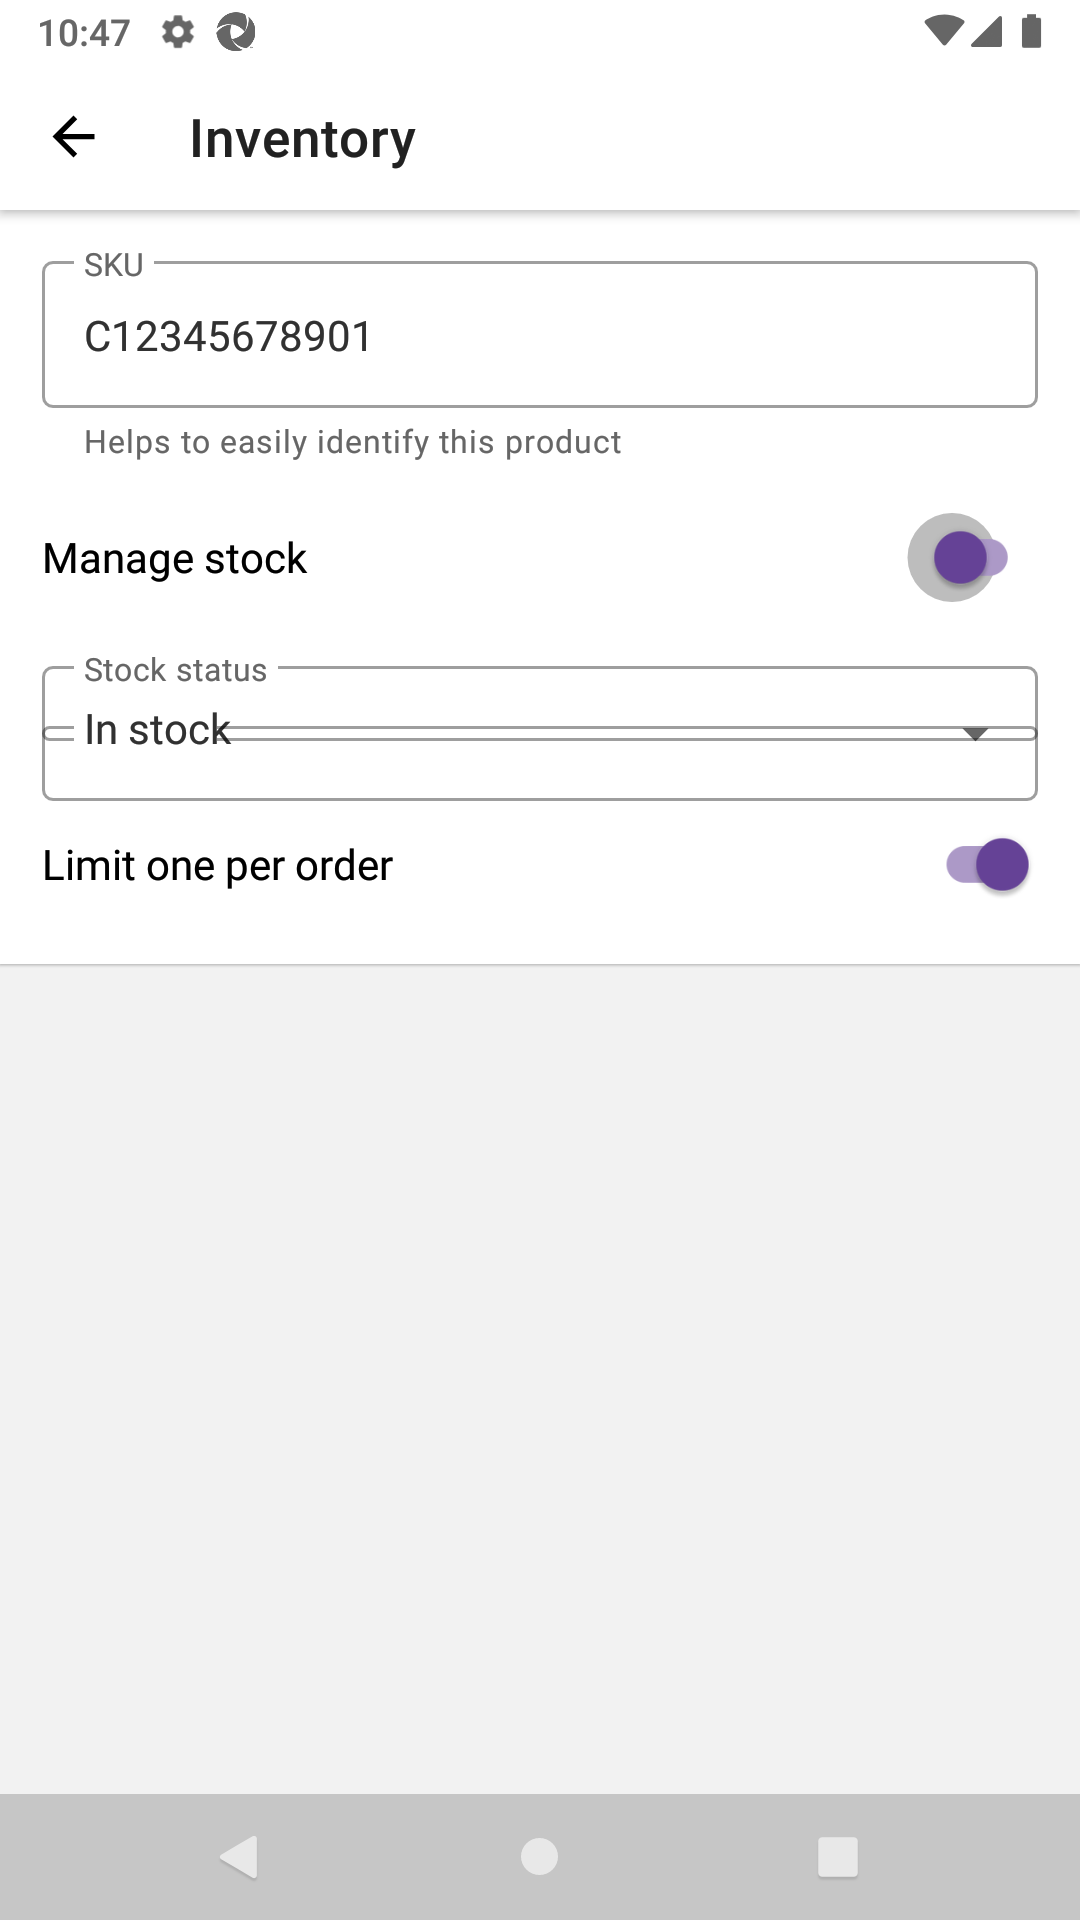 10:47
Inventory
SKU
C12345678901
Helps to easily identify this product
Manage stock
Stock status
In stock
Limit one per order